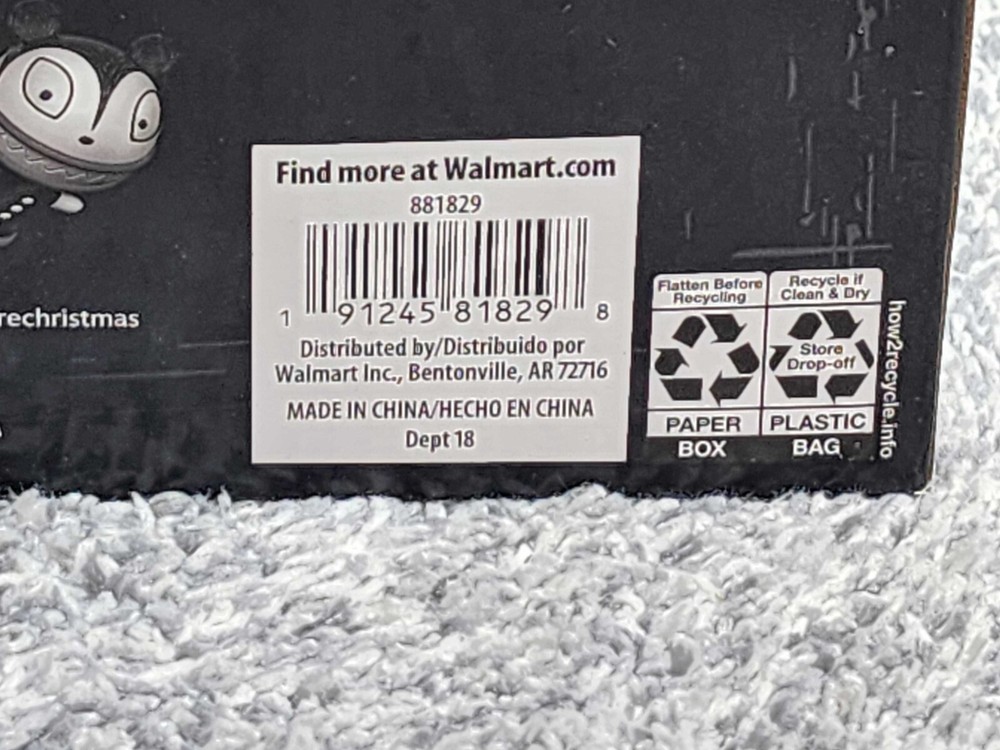 Find more at Walmart.com
881829
1 91245 81829 8
Distributed by/Distribuido por
Walmart Inc., Bentonville, AR 72716
MADE IN CHINA/HECHO EN CHINA
Dept 18
rechristmas
Flatten Before
Recycling
PAPER
BOX
Recycle if
Clean & Dry
Store
Drop-off
PLASTIC
BAG
how2recycle.info